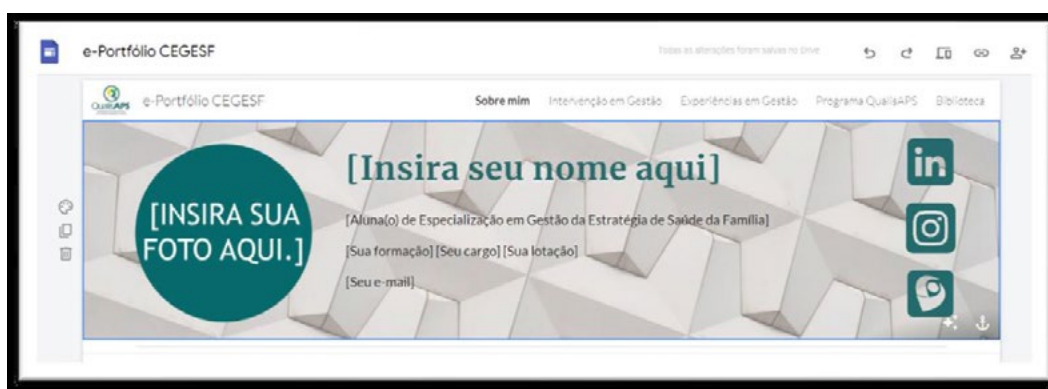 e-Portfólio CEGESF
Todas as alterações foram salvas no Drive
QualisAPS
e-Portfólio CEGESF
Sobre mim Intervenção em Gestão Experiências em Gestão Programa QualisAPS Biblioteca
[INSIRA SUA
FOTO AQUI.]
[Insira seu nome aqui]
[Aluna(o) de Especialização em Gestão da Estratégia de Saúde da Família]
[Sua formação] [Seu cargo] [Sua lotação]
[Seu e-mail]
in